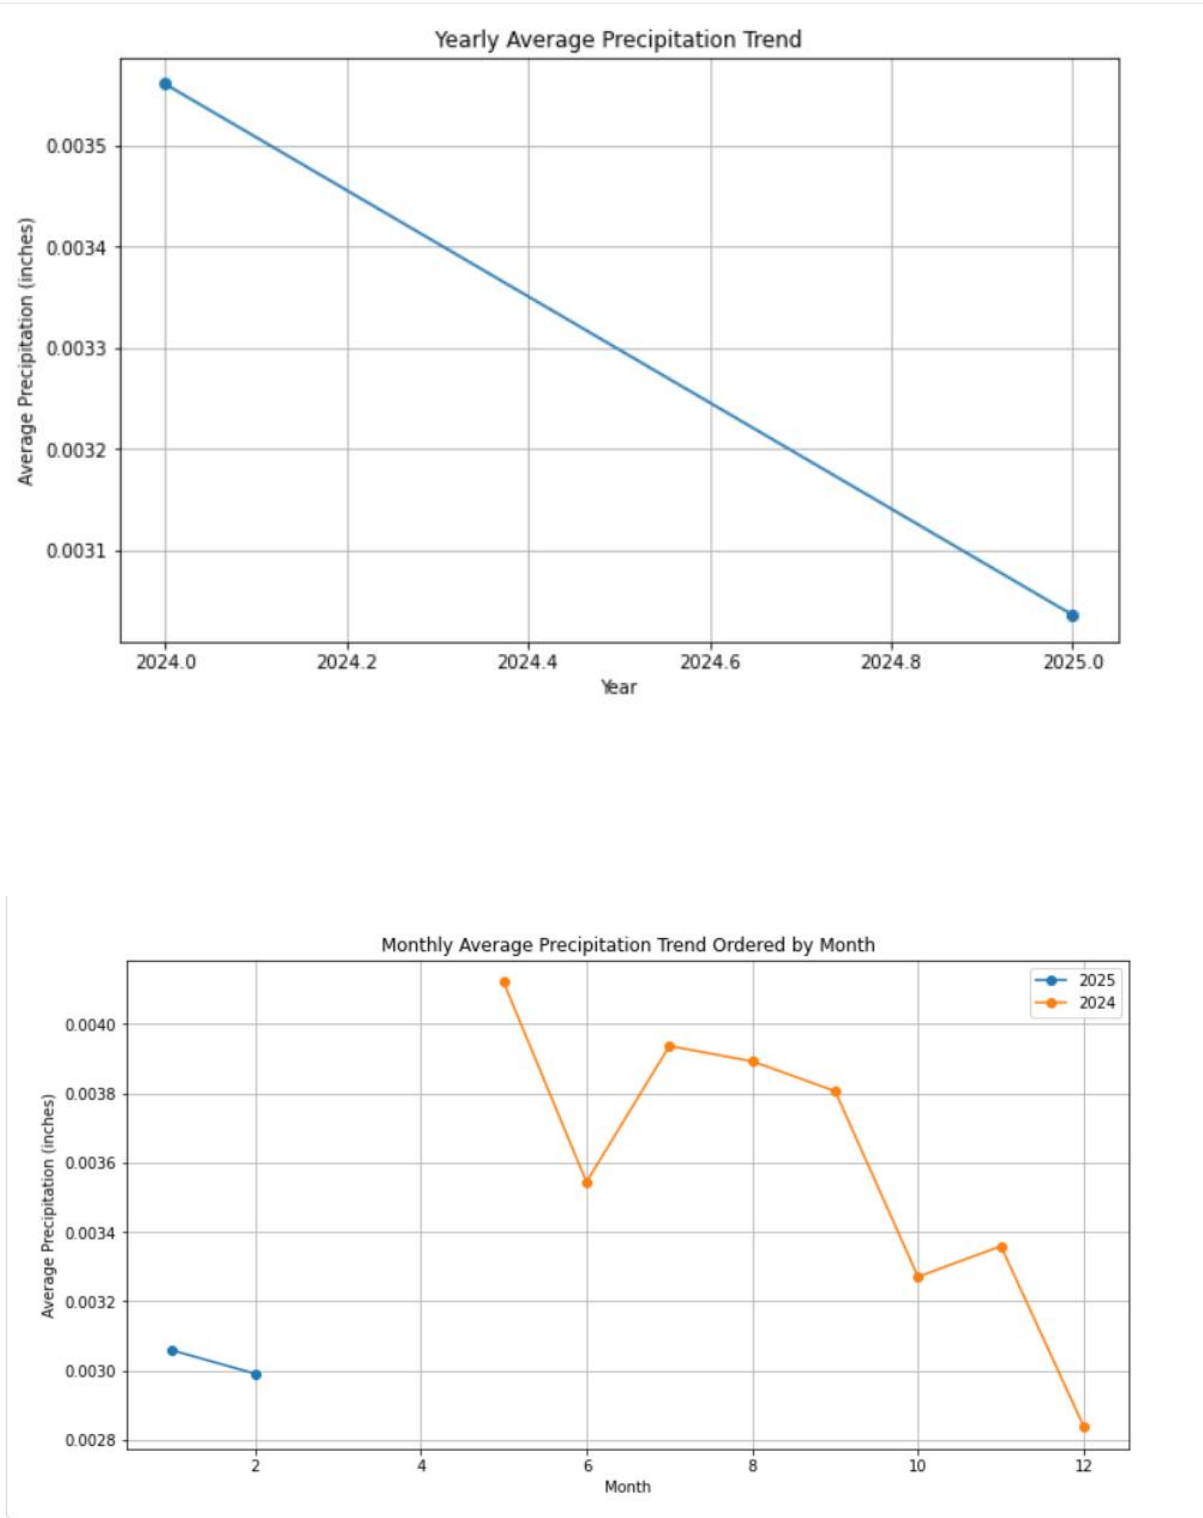 Yearly Average Precipitation Trend
Average Precipitation (inches)
0.0035
0.0034
0.0033
0.0032
0.0031
2024.0 2024.2 2024.4 2024.6 2024.8 2025.0
Year
Monthly Average Precipitation Trend Ordered by Month
2025
2024
Average Precipitation (inches)
0.0040
0.0038
0.0036
0.0034
0.0032
0.0030
0.0028
2 4 6 8 10 12
Month